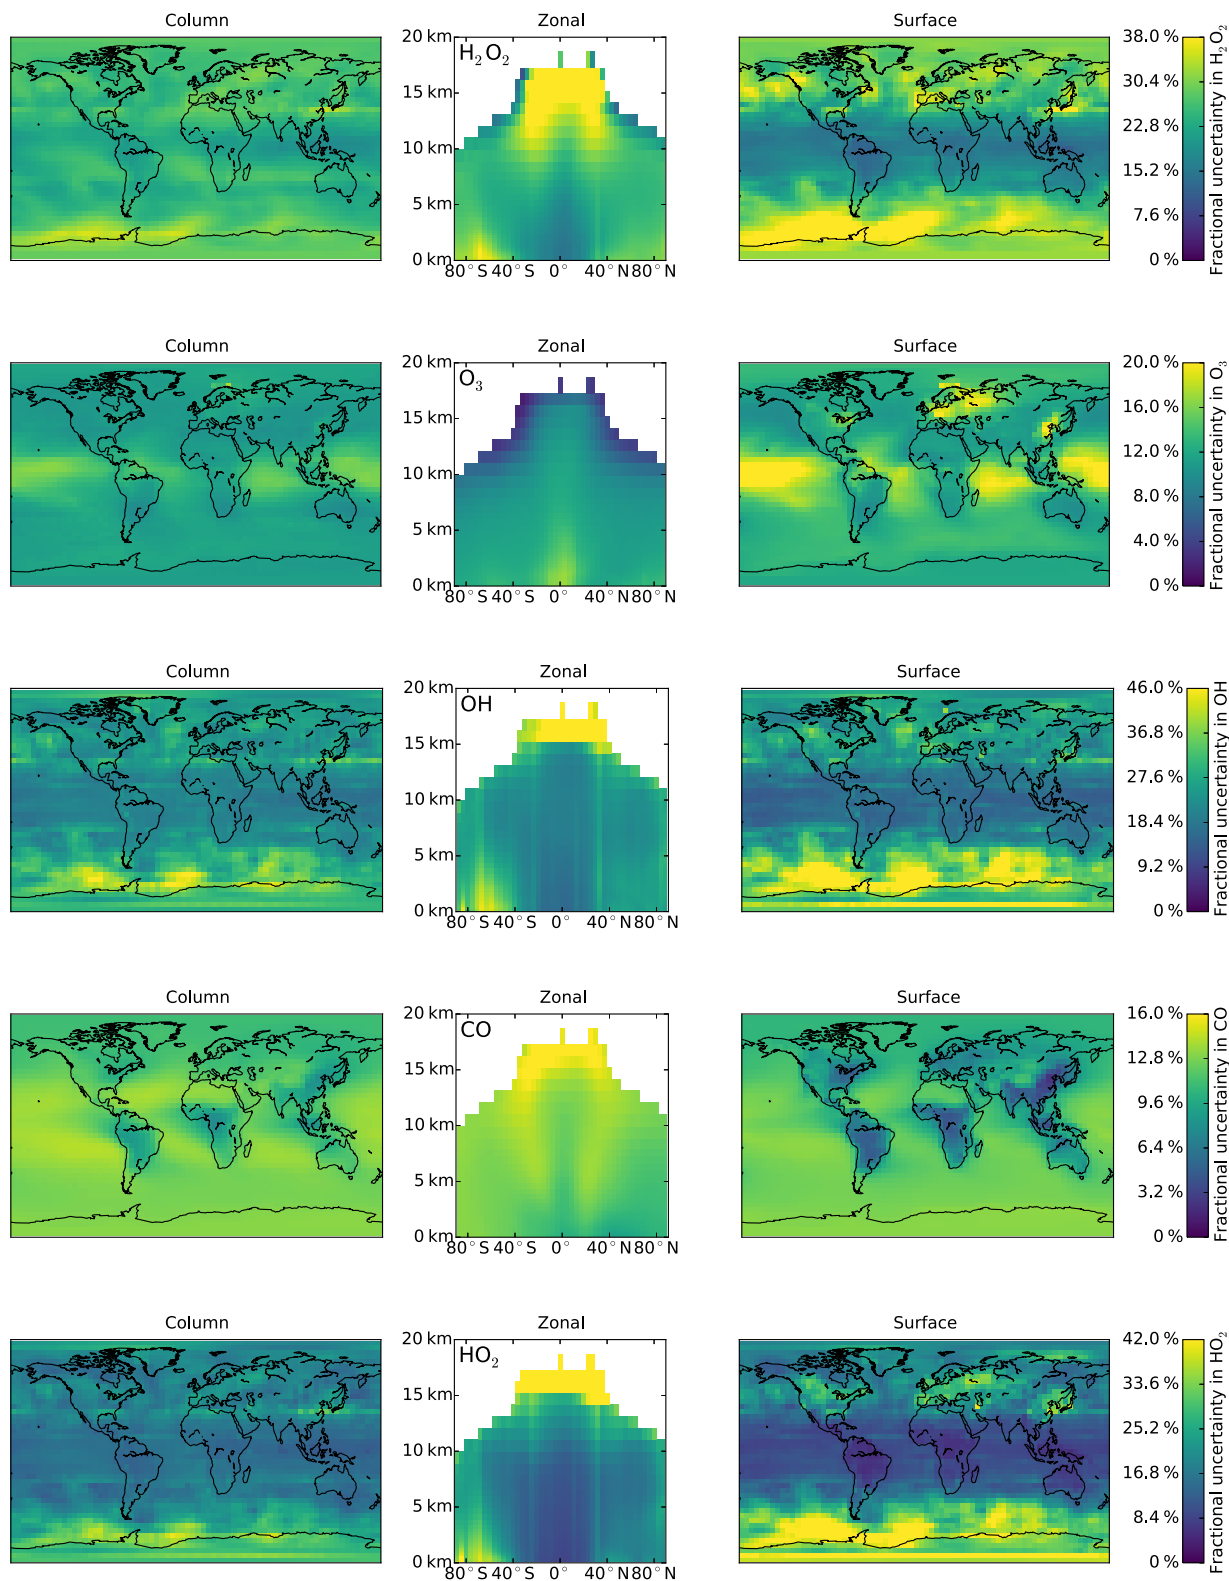 Column Zonal Surface
20 km
15 km
10 km
5 km
0 km
H₂O₂
80°S 40°S 0° 40°N 80°N
38.0 %
30.4 %
22.8 %
15.2 %
7.6 %
0 %
Fractional uncertainty in H₂O₂
Column Zonal Surface
20 km
15 km
10 km
5 km
0 km
O₃
80°S 40°S 0° 40°N 80°N
20.0 %
16.0 %
12.0 %
8.0 %
4.0 %
0 %
Fractional uncertainty in O₃
Column Zonal Surface
20 km
15 km
10 km
5 km
0 km
OH
80°S 40°S 0° 40°N 80°N
46.0 %
36.8 %
27.6 %
18.4 %
9.2 %
0 %
Fractional uncertainty in OH
Column Zonal Surface
20 km
15 km
10 km
5 km
0 km
CO
80°S 40°S 0° 40°N 80°N
16.0 %
12.8 %
9.6 %
6.4 %
3.2 %
0 %
Fractional uncertainty in CO
Column Zonal Surface
20 km
15 km
10 km
5 km
0 km
HO₂
80°S 40°S 0° 40°N 80°N
42.0 %
33.6 %
25.2 %
16.8 %
8.4 %
0 %
Fractional uncertainty in HO₂